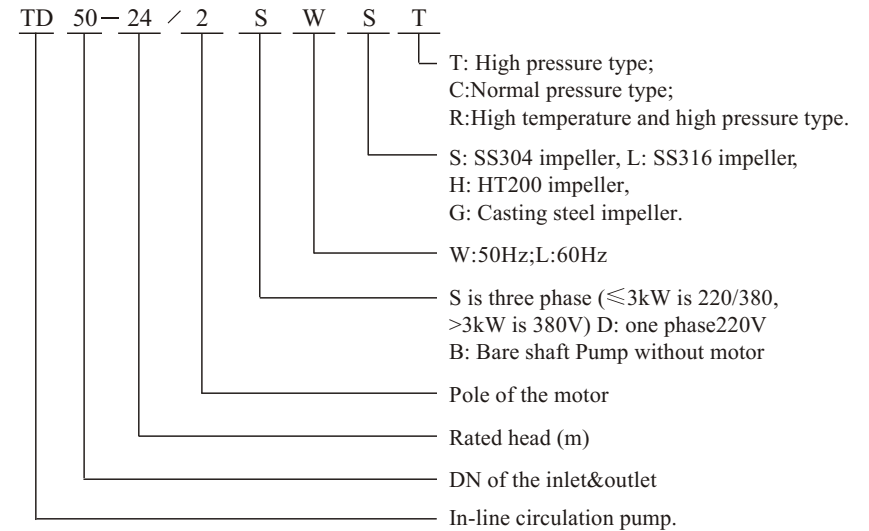 TD 50-24 / 2 S W S T
T: High pressure type;
C:Normal pressure type;
R:High temperature and high pressure type.
S: SS304 impeller, L: SS316 impeller,
H: HT200 impeller,
G: Casting steel impeller.
W:50Hz;L:60Hz
S is three phase (≤3kW is 220/380,
>3kW is 380V) D: one phase220V
B: Bare shaft Pump without motor
Pole of the motor
Rated head (m)
DN of the inlet&outlet
In-line circulation pump.